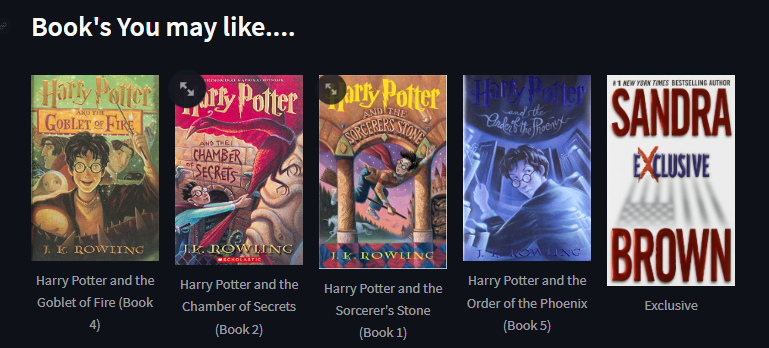 Book's You may like....
Harry Potter
AND THE
GOBLET OF FIRE
J. K. ROWLING
Harry Potter and the
Goblet of Fire (Book
4)
Harry Potter
AND THE
CHAMBER
OF SECRETS
J.K. ROWLING
SCHOLASTIC
Harry Potter and the
Chamber of Secrets
(Book 2)
Harry Potter
AND THE
SORCERER'S STONE
J. K. ROWLING
Harry Potter and the
Sorcerer's Stone
(Book 1)
Harry Potter
and the
Order of the Phoenix
J. K. ROWLING
Harry Potter and the
Order of the Phoenix
(Book 5)
#1 NEW YORK TIMES BESTSELLING AUTHOR
SANDRA
EXCLUSIVE
BROWN
Exclusive